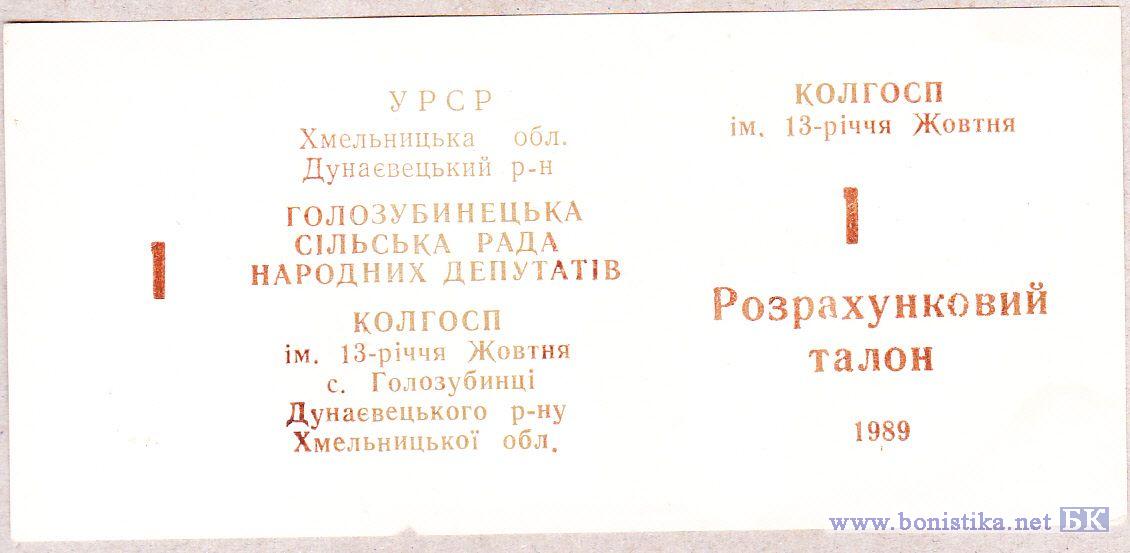 УРСР
Хмельницька обл.
Дунаєвецький р-н
ГОЛОЗУБИНЕЦЬКА
СІЛЬСЬКА РАДА
НАРОДНИХ ДЕПУТАТІВ
1
КОЛГОСП
ім. 13-річчя Жовтня
с. Голозубинці
Дунаєвецького р-ну
Хмельницької обл.
КОЛГОСП
ім. 13-річчя Жовтня
1
Розрахунковий
талон
1989
www.bonistika.net БК